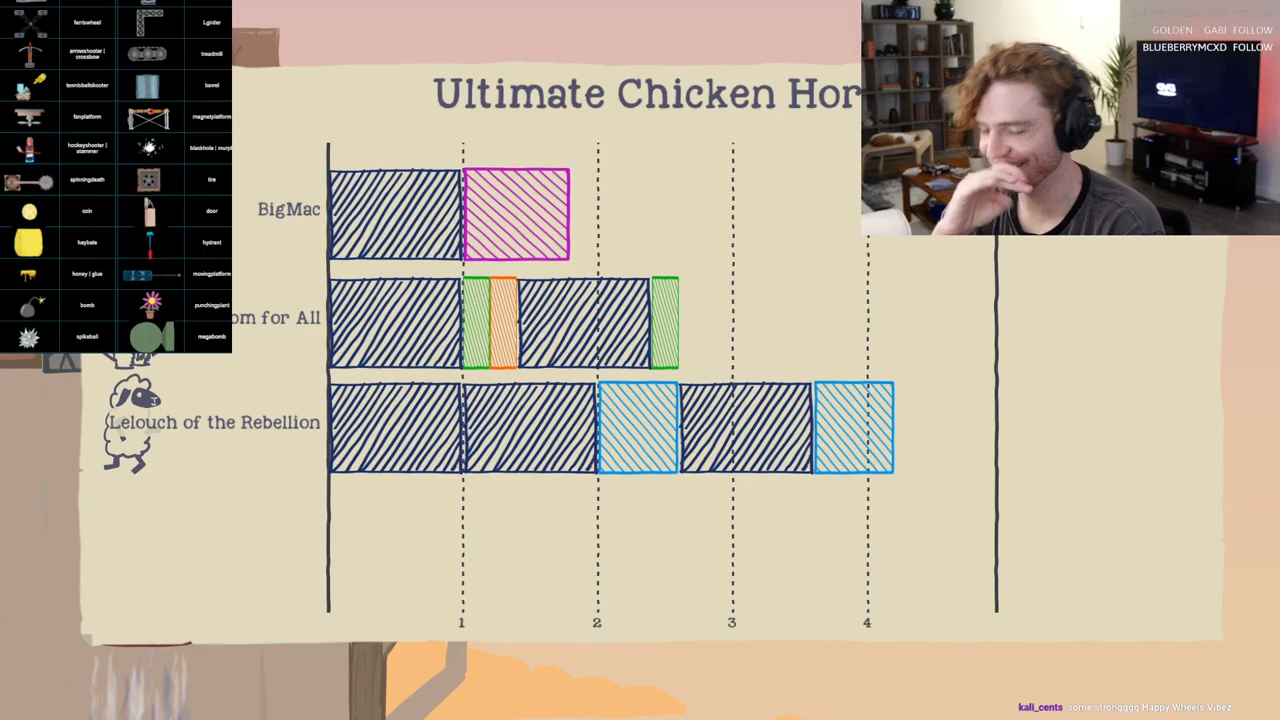 ferriswheel
Lgirder
arrowshooter |
crossbow
treadmill
tennisballshooter
barrel
fanplatform
magnetplatform
hockeyshooter |
slammer
blackhole |
spinningdeath
tire
coin
door
haybale
hydrant
honey | glue
movingplatform
bomb
punchingplant
spikeball
megabomb
Ultimate Chicken Hor
GOLDEN GABI FOLLOW
BLUEBERRYMCXD FOLLOW
BigMac
om for All
Lelouch of the Rebellion
1 2 3 4
kali_cents some strongggg Happy Wheels Vibez